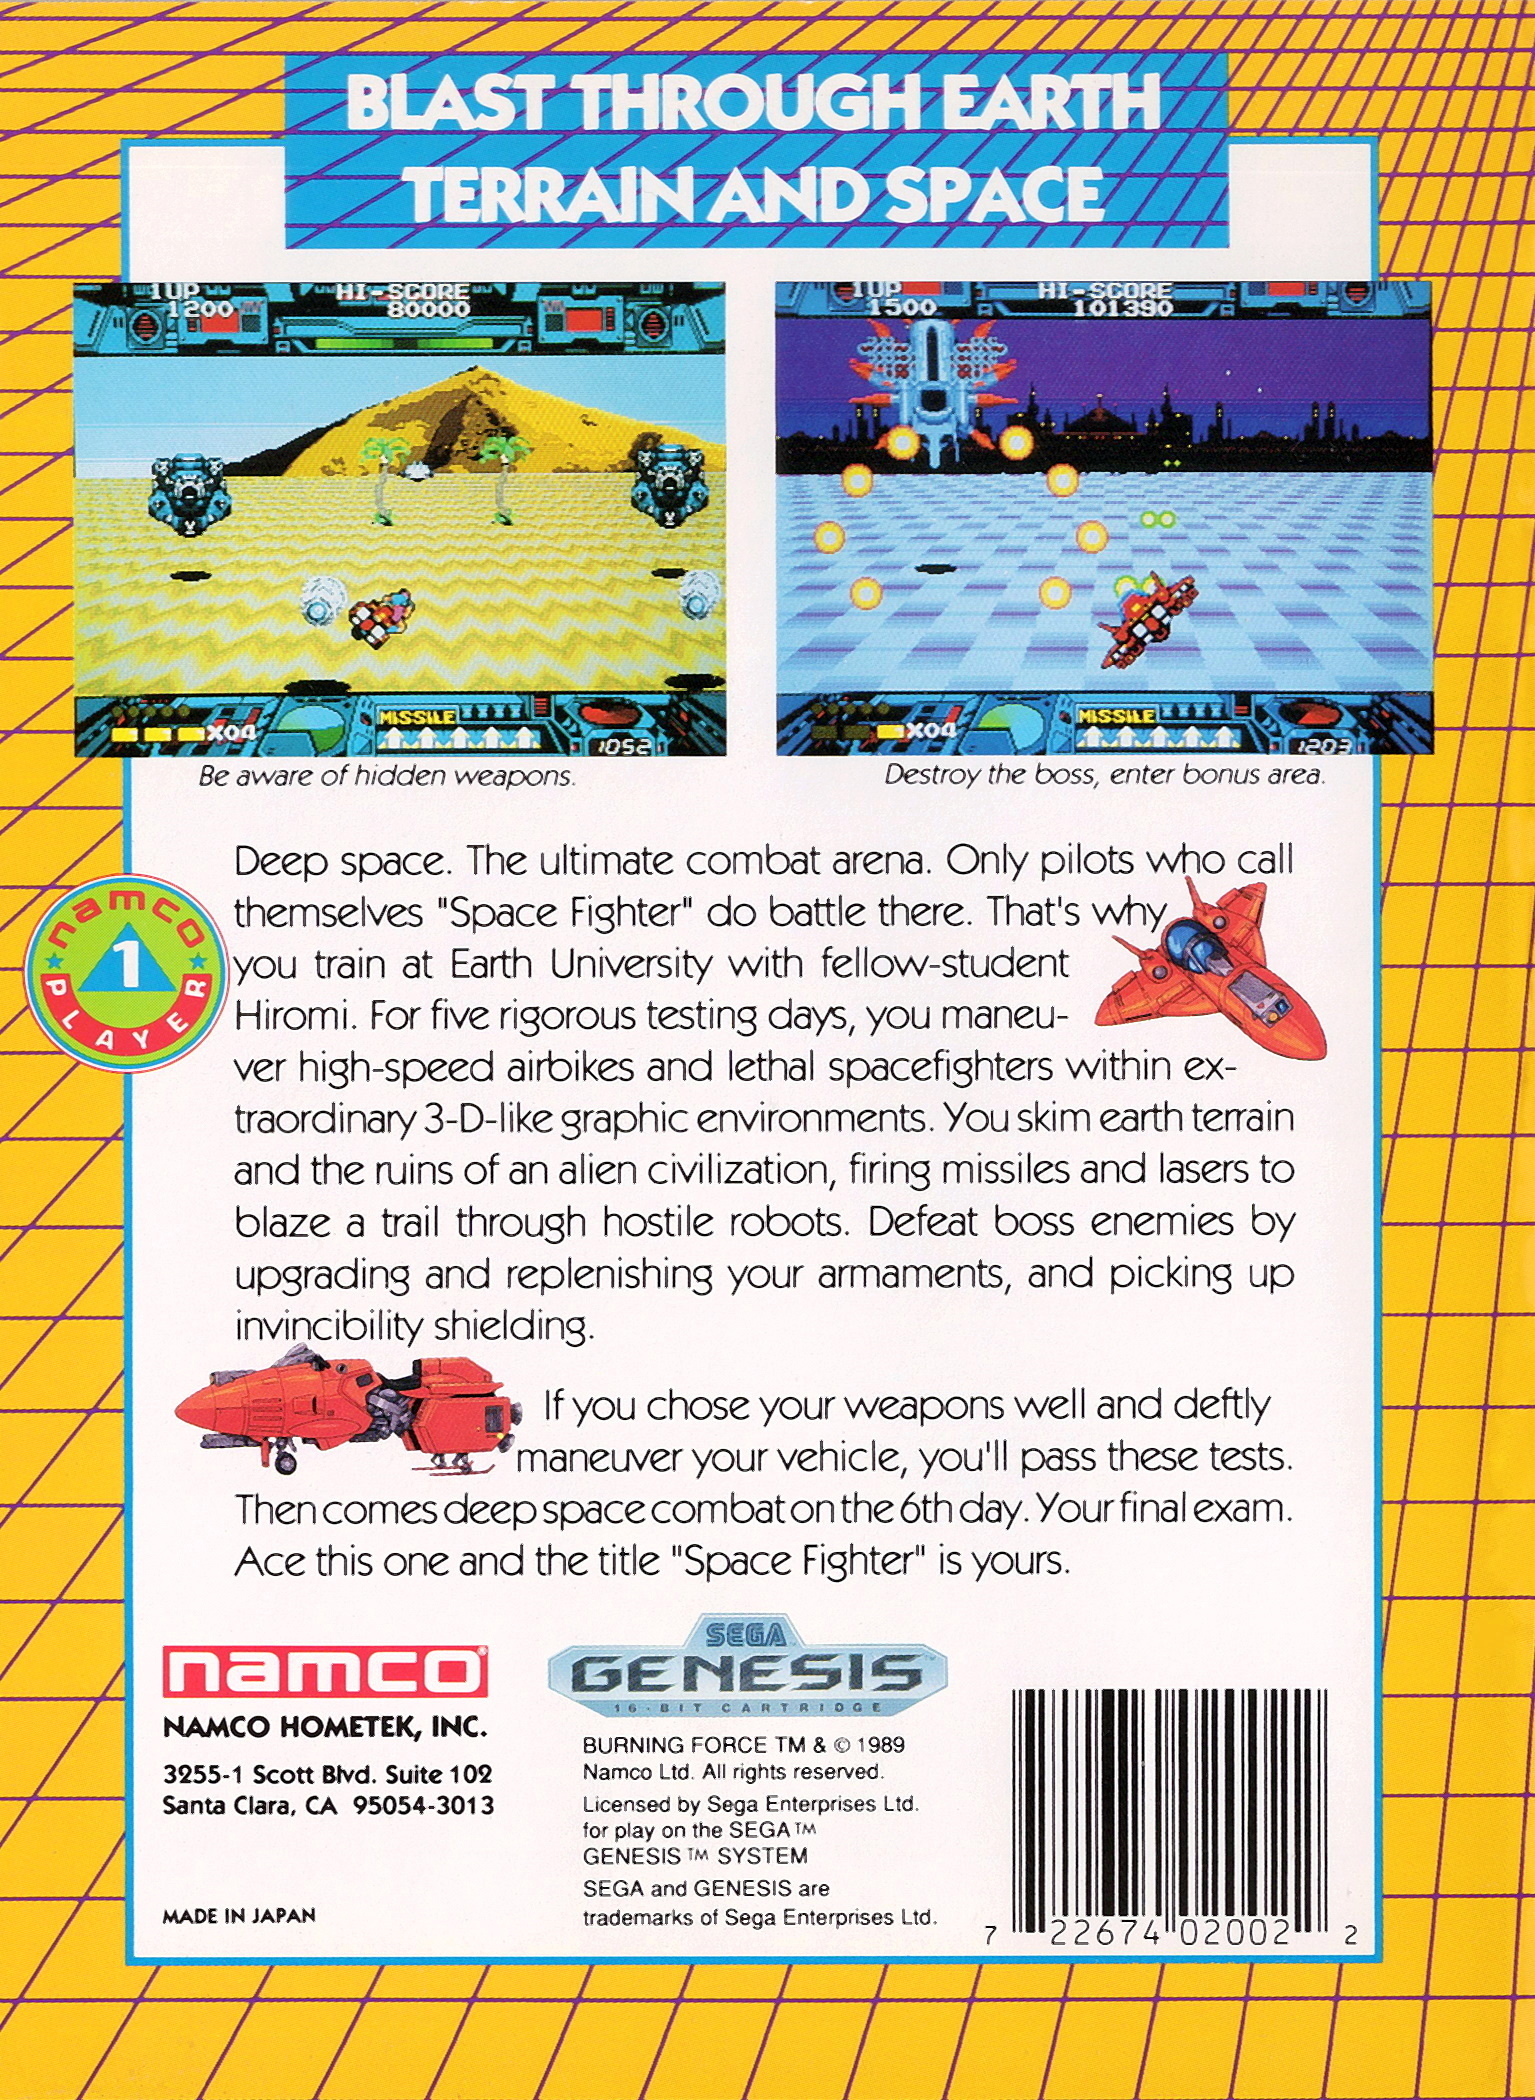 BLAST THROUGH EARTH
TERRAIN AND SPACE
1UP
1200
HI-SCORE
80000
MISSILE
X04
1052
1UP
1500
HI-SCORE
101390
MISSILE
X04
1203
Be aware of hidden weapons.
Destroy the boss, enter bonus area.
namco
1
PLAYER
Deep space. The ultimate combat arena. Only pilots who call
themselves "Space Fighter" do battle there. That's why
you train at Earth University with fellow-student
Hiromi. For five rigorous testing days, you maneu-
ver high-speed airbikes and lethal spacefighters within ex-
traordinary 3-D-like graphic environments. You skim earth terrain
and the ruins of an alien civilization, firing missiles and lasers to
blaze a trail through hostile robots. Defeat boss enemies by
upgrading and replenishing your armaments, and picking up
invincibility shielding.
If you chose your weapons well and deftly
maneuver your vehicle, you'll pass these tests.
Then comes deep space combat on the 6th day. Your final exam.
Ace this one and the title "Space Fighter" is yours.
namco®
NAMCO HOMETEK, INC.
3255-1 Scott Blvd. Suite 102
Santa Clara, CA 95054-3013
MADE IN JAPAN
SEGA
GENESIS™
16-BIT CARTRIDGE
BURNING FORCE TM & © 1989
Namco Ltd. All rights reserved.
Licensed by Sega Enterprises Ltd.
for play on the SEGA™
GENESIS™ SYSTEM
SEGA and GENESIS are
trademarks of Sega Enterprises Ltd.
7 22674 02002 2